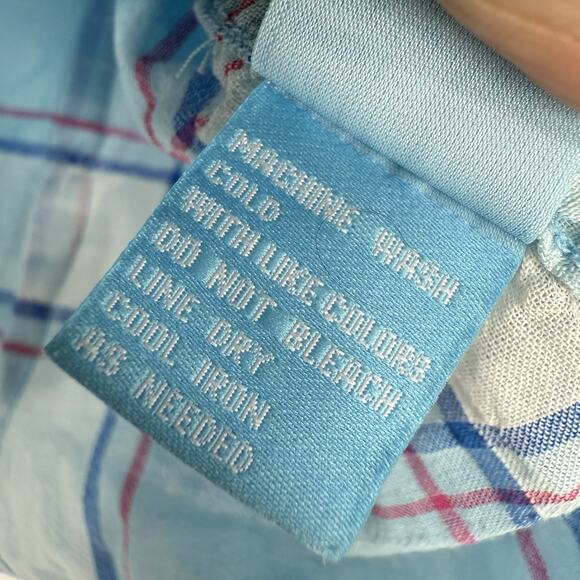 MACHINE WASH
COLD
WITH LIKE COLORS
DO NOT BLEACH
LINE DRY
COOL IRON
AS NEEDED